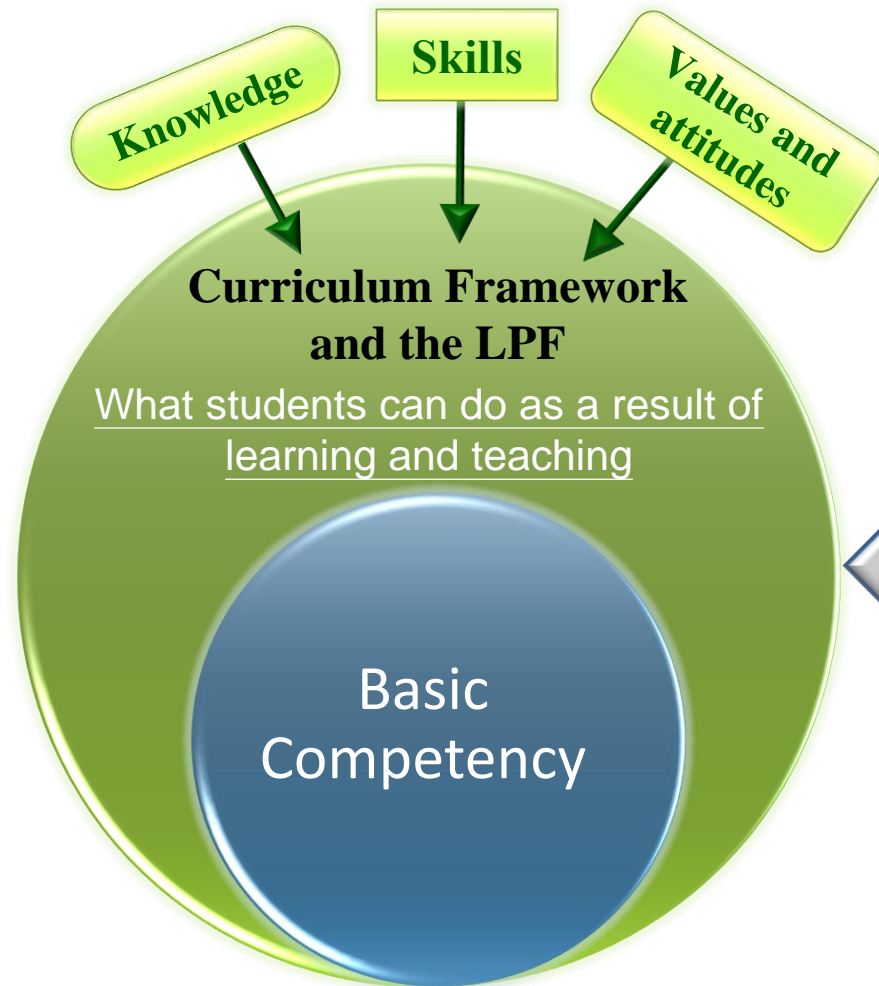 Knowledge
Skills
Values and
attitudes
Curriculum Framework
and the LPF
What students can do as a result of
learning and teaching
Basic
Competency